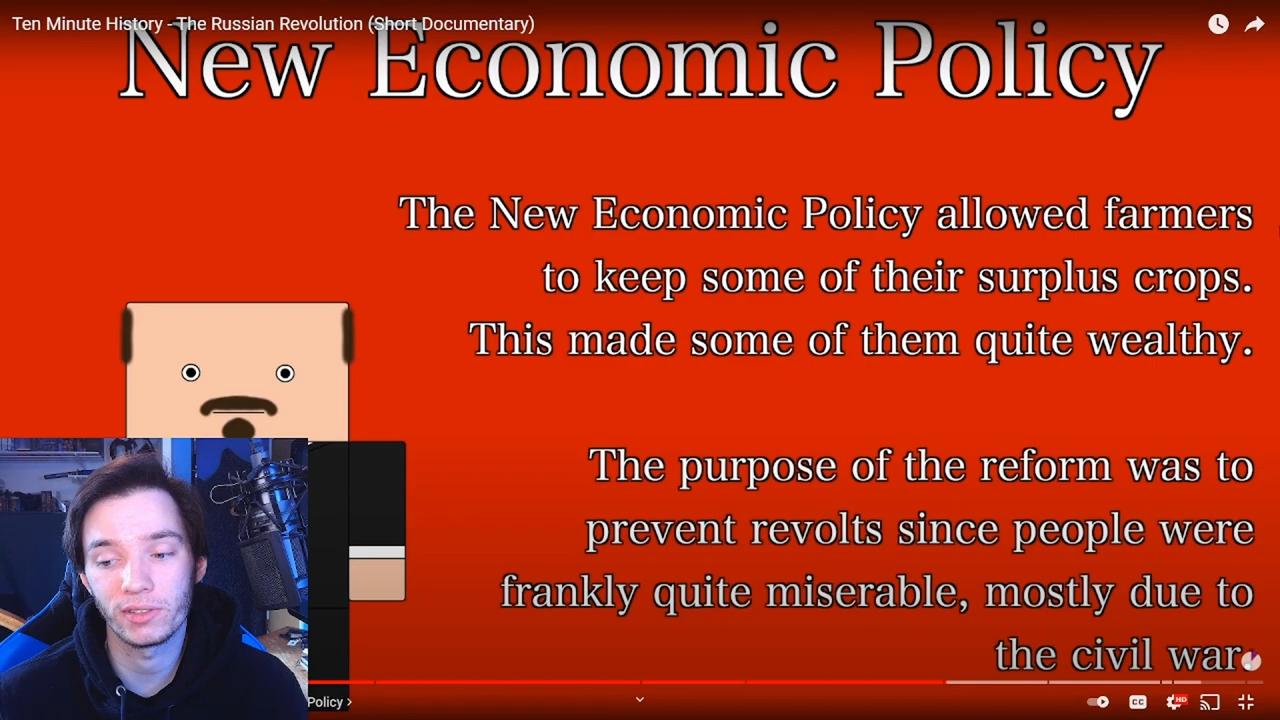 Ten Minute History - The Russian Revolution (Short Documentary)
New Economic Policy
The New Economic Policy allowed farmers
to keep some of their surplus crops.
This made some of them quite wealthy.
The purpose of the reform was to
prevent revolts since people were
frankly quite miserable, mostly due to
the civil war.
Policy >
CC
HD